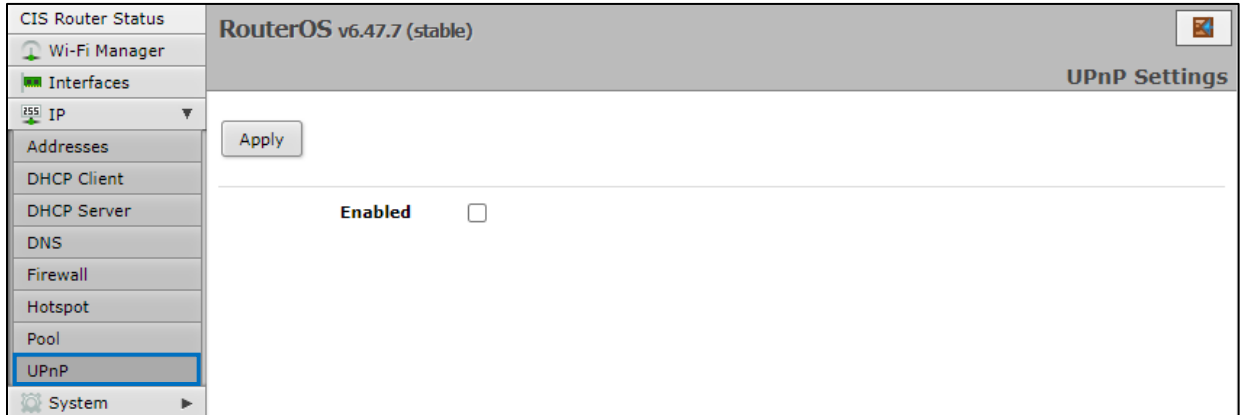 CIS Router Status
Wi-Fi Manager
Interfaces
255 IP
Addresses
DHCP Client
DHCP Server
DNS
Firewall
Hotspot
Pool
UPnP
System
RouterOS v6.47.7 (stable)
UPnP Settings
Apply
Enabled